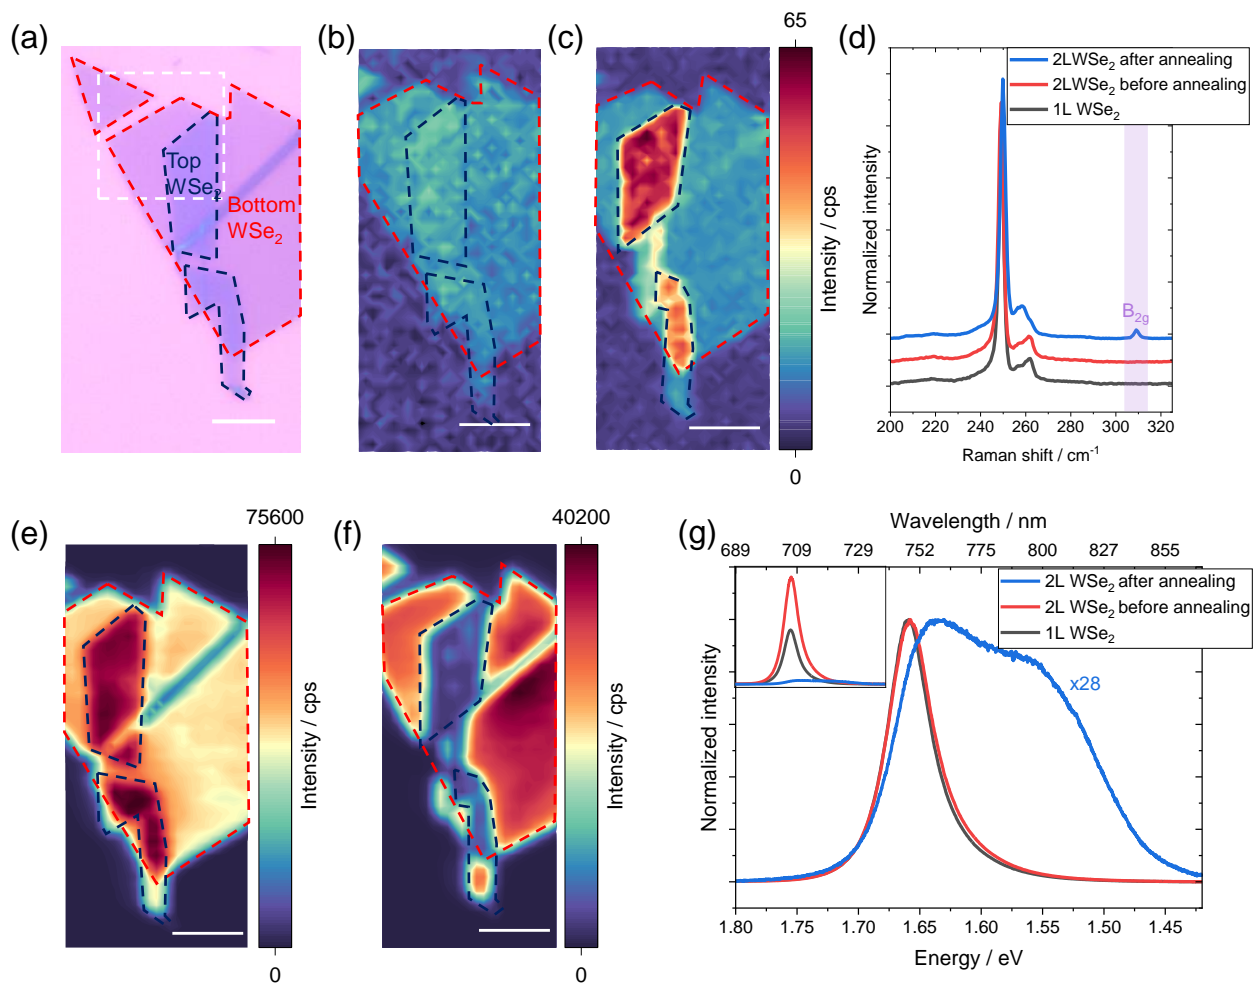 (a)
Top
WSe2
Bottom
WSe2
(b)
(c)
65
Intensity / cps
0
(d)
2LWSe2 after annealing
2LWSe2 before annealing
1L WSe2
B2g
Normalized intensity
200 220 240 260 280 300 320
Raman shift / cm-1
(e)
75600
Intensity / cps
0
(f)
40200
Intensity / cps
0
(g)
Wavelength / nm
689 709 729 752 775 800 827 855
2L WSe2 after annealing
2L WSe2 before annealing
1L WSe2
x28
Normalized intensity
1.80 1.75 1.70 1.65 1.60 1.55 1.50 1.45
Energy / eV